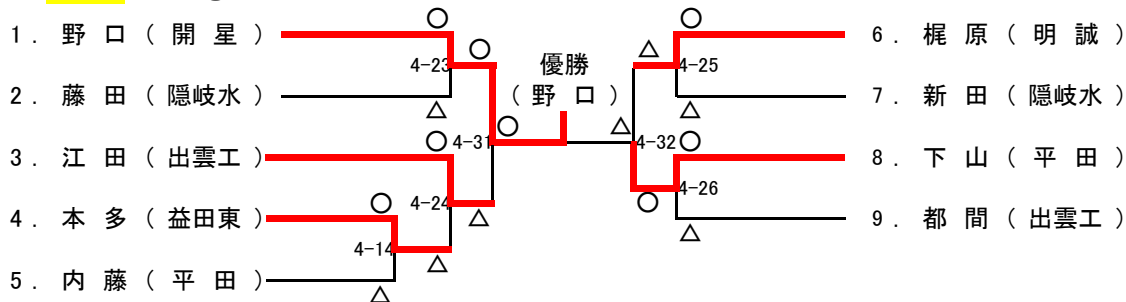 1. 野口(開星)
2. 藤田(隠岐水)
3. 江田(出雲工)
4. 本多(益田東)
5. 内藤(平田)
○
4-23
△
○
4-24
△
○
4-14
△
○
4-31
△
○
優勝
(野口)
△
△
4-32
○
○
4-25
△
○
4-26
△
6. 梶原(明誠)
7. 新田(隠岐水)
8. 下山(平田)
9. 都間(出雲工)